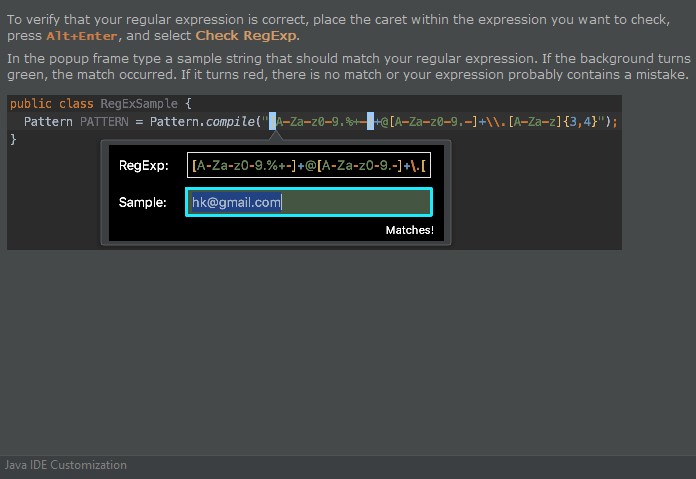 To verify that your regular expression is correct, place the caret within the expression you want to check,
press Alt+Enter, and select Check RegExp.
In the popup frame type a sample string that should match your regular expression. If the background turns
green, the match occurred. If it turns red, there is no match or your expression probably contains a mistake.
public class RegExSample {
Pattern PATTERN = Pattern.compile("[A-Za-z0-9.%+-]+@[A-Za-z0-9.-]+\\.[A-Za-z]{3,4}");
}
RegExp: [A-Za-z0-9.%+-]+@[A-Za-z0-9.-]+\.[
Sample: hk@gmail.com
Matches!
Java IDE Customization